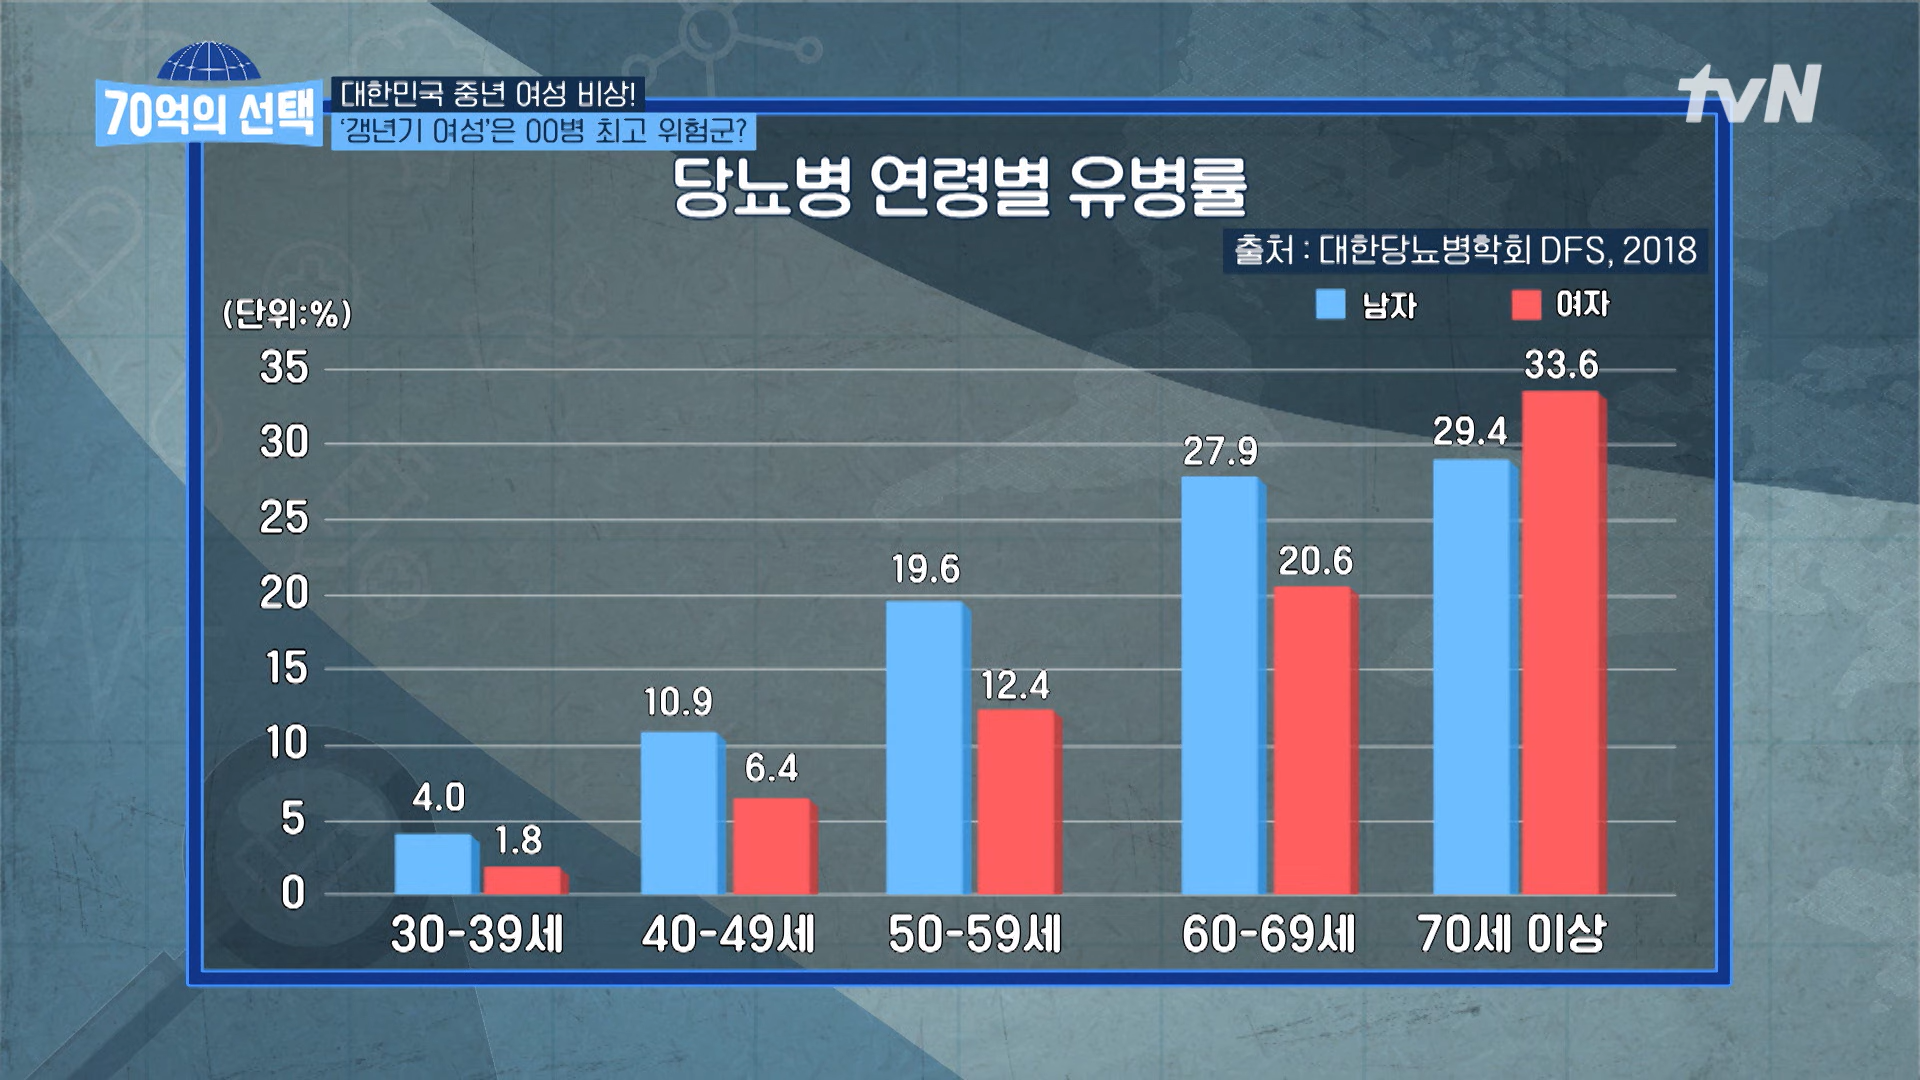 70억의 선택
대한민국 중년 여성 비상!
'갱년기 여성'은 OO병 최고 위험군?
tvN
당뇨병 연령별 유병률
출처 : 대한당뇨병학회 DFS, 2018
남자 여자
(단위:%)
35
30
25
20
15
10
5
0
4.0
1.8
10.9
6.4
19.6
12.4
27.9
20.6
29.4
33.6
30-39세 40-49세 50-59세 60-69세 70세 이상